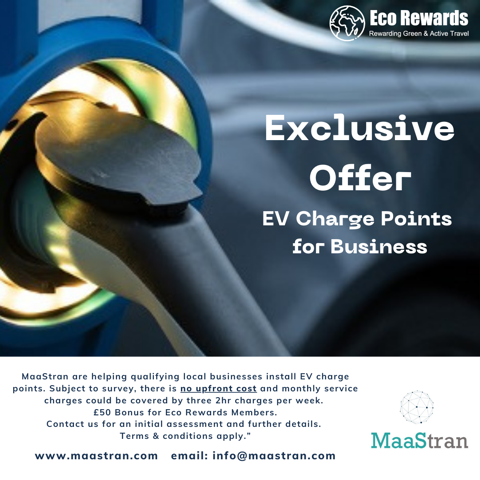 Eco Rewards
Rewarding Green & Active Travel
Exclusive
Offer
EV Charge Points
for Business
MaaStran are helping qualifying local businesses install EV charge
points. Subject to survey, there is no upfront cost and monthly service
charges could be covered by three 2hr charges per week.
£50 Bonus for Eco Rewards Members.
Contact us for an initial assessment and further details.
Terms & conditions apply.”
www.maastran.com email: info@maastran.com
MaaStran